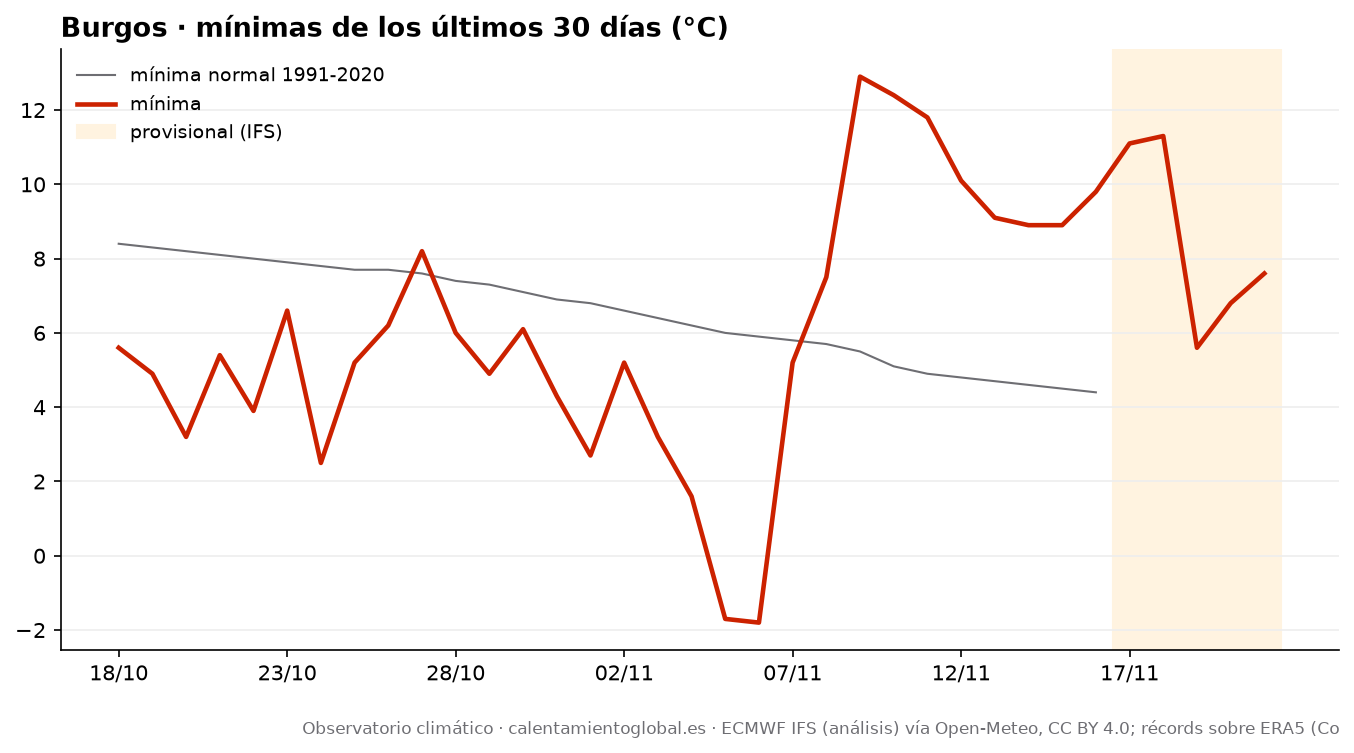 Burgos · mínimas de los últimos 30 días (°C)
mínima normal 1991-2020
mínima
provisional (IFS)
12
10
8
6
4
2
0
−2
18/10 23/10 28/10 02/11 07/11 12/11 17/11
Observatorio climático · calentamientoglobal.es · ECMWF IFS (análisis) vía Open-Meteo, CC BY 4.0; récords sobre ERA5 (Co